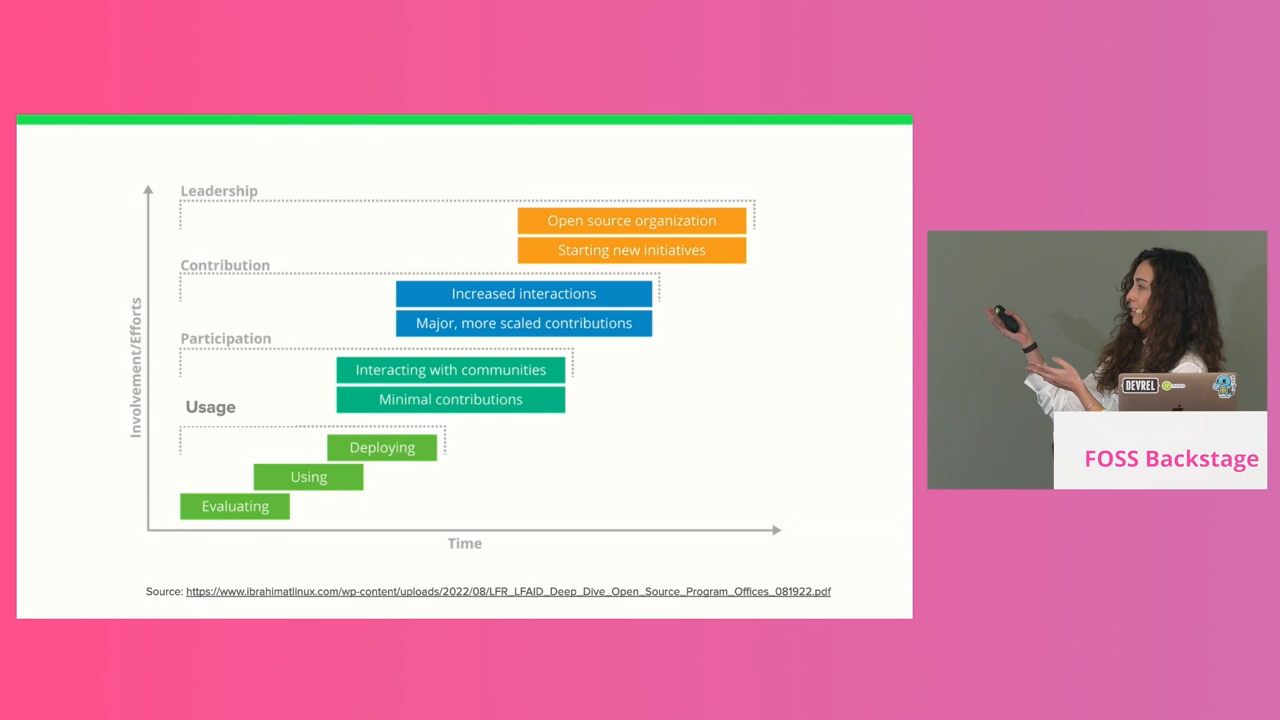 Leadership
Open source organization
Starting new initiatives
Contribution
Increased interactions
Major, more scaled contributions
Participation
Interacting with communities
Minimal contributions
Usage
Deploying
Using
Evaluating
Involvement/Efforts
Time
Source: https://www.ibrahimatlinux.com/wp-content/uploads/2022/08/LFR_LFAID_Deep_Dive_Open_Source_Program_Offices_081922.pdf
DEVREL
FOSS Backstage